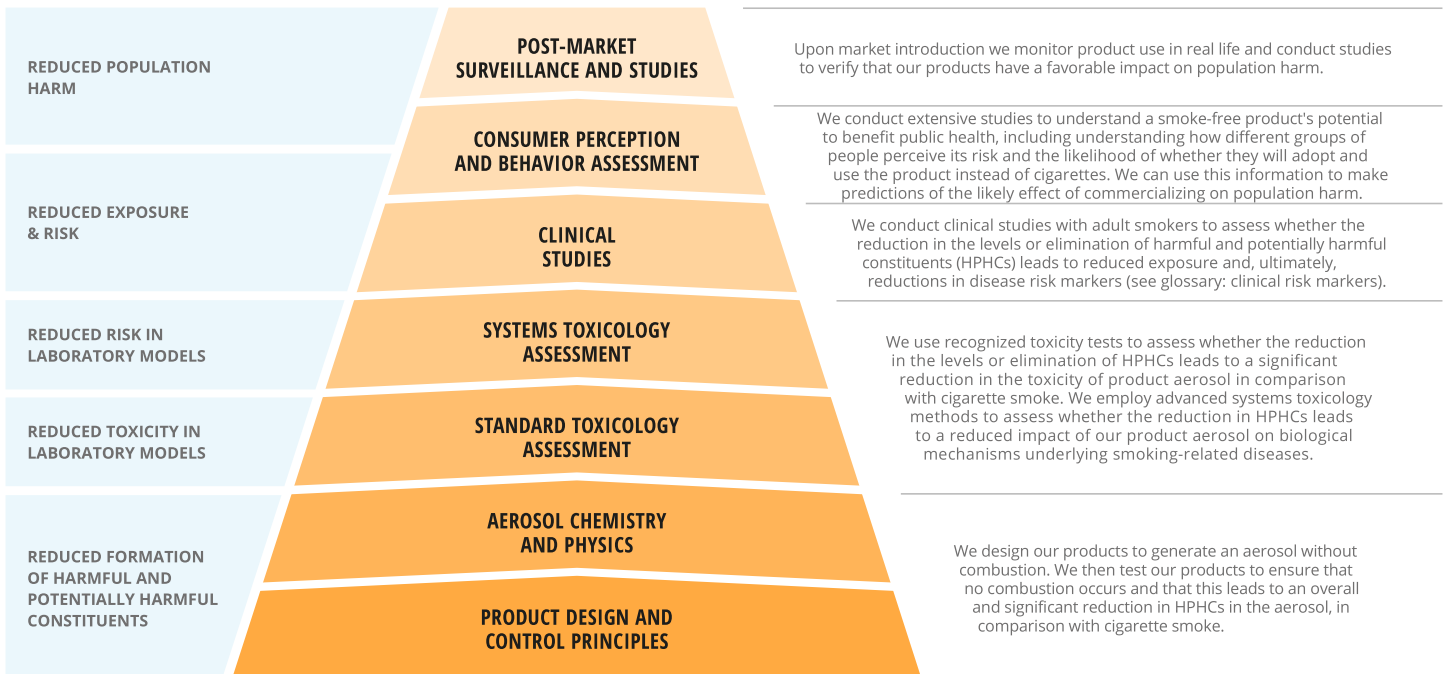 REDUCED POPULATION
HARM
POST-MARKET
SURVEILLANCE AND STUDIES
Upon market introduction we monitor product use in real life and conduct studies
to verify that our products have a favorable impact on population harm.
CONSUMER PERCEPTION
AND BEHAVIOR ASSESSMENT
We conduct extensive studies to understand a smoke-free product's potential
to benefit public health, including understanding how different groups of
people perceive its risk and the likelihood of whether they will adopt and
use the product instead of cigarettes. We can use this information to make
predictions of the likely effect of commercializing on population harm.
REDUCED EXPOSURE
& RISK
CLINICAL
STUDIES
We conduct clinical studies with adult smokers to assess whether the
reduction in the levels or elimination of harmful and potentially harmful
constituents (HPHCs) leads to reduced exposure and, ultimately,
reductions in disease risk markers (see glossary: clinical risk markers).
REDUCED RISK IN
LABORATORY MODELS
SYSTEMS TOXICOLOGY
ASSESSMENT
We use recognized toxicity tests to assess whether the reduction
in the levels or elimination of HPHCs leads to a significant
reduction in the toxicity of product aerosol in comparison
with cigarette smoke. We employ advanced systems toxicology
methods to assess whether the reduction in HPHCs leads
to a reduced impact of our product aerosol on biological
mechanisms underlying smoking-related diseases.
REDUCED TOXICITY IN
LABORATORY MODELS
STANDARD TOXICOLOGY
ASSESSMENT
REDUCED FORMATION
OF HARMFUL AND
POTENTIALLY HARMFUL
CONSTITUENTS
AEROSOL CHEMISTRY
AND PHYSICS
PRODUCT DESIGN AND
CONTROL PRINCIPLES
We design our products to generate an aerosol without
combustion. We then test our products to ensure that
no combustion occurs and that this leads to an overall
and significant reduction in HPHCs in the aerosol, in
comparison with cigarette smoke.